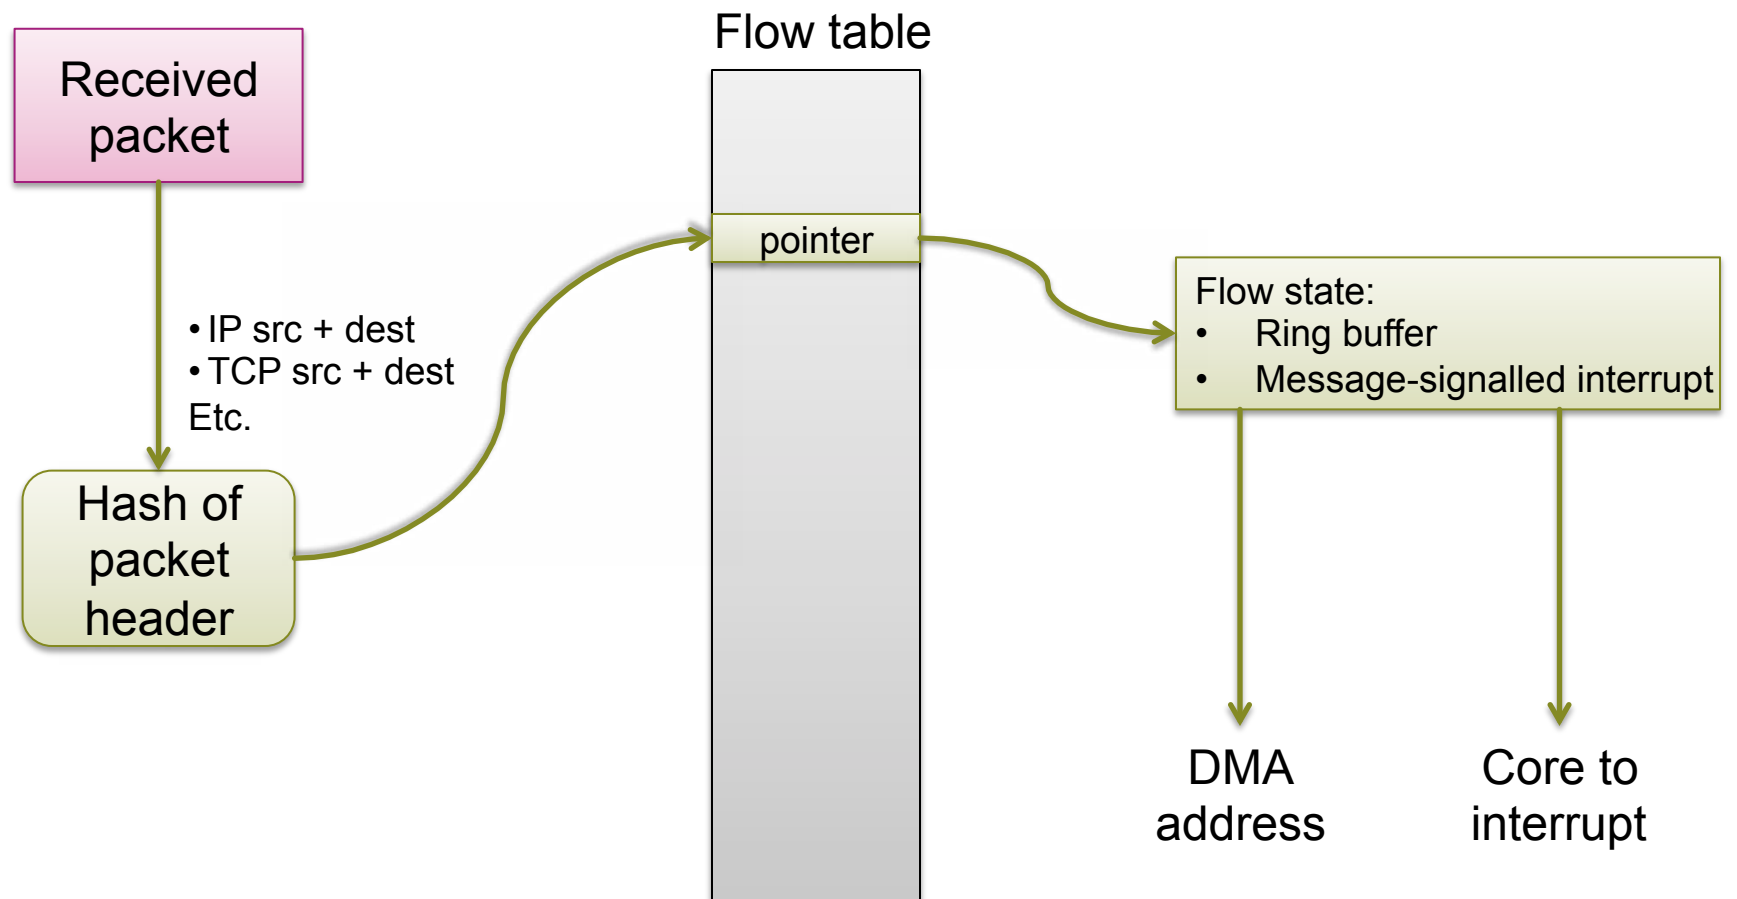 Flow table
Received
packet
pointer
• IP src + dest
• TCP src + dest
Etc.
Flow state:
• Ring buffer
• Message-signalled interrupt
Hash of
packet
header
DMA
address
Core to
interrupt